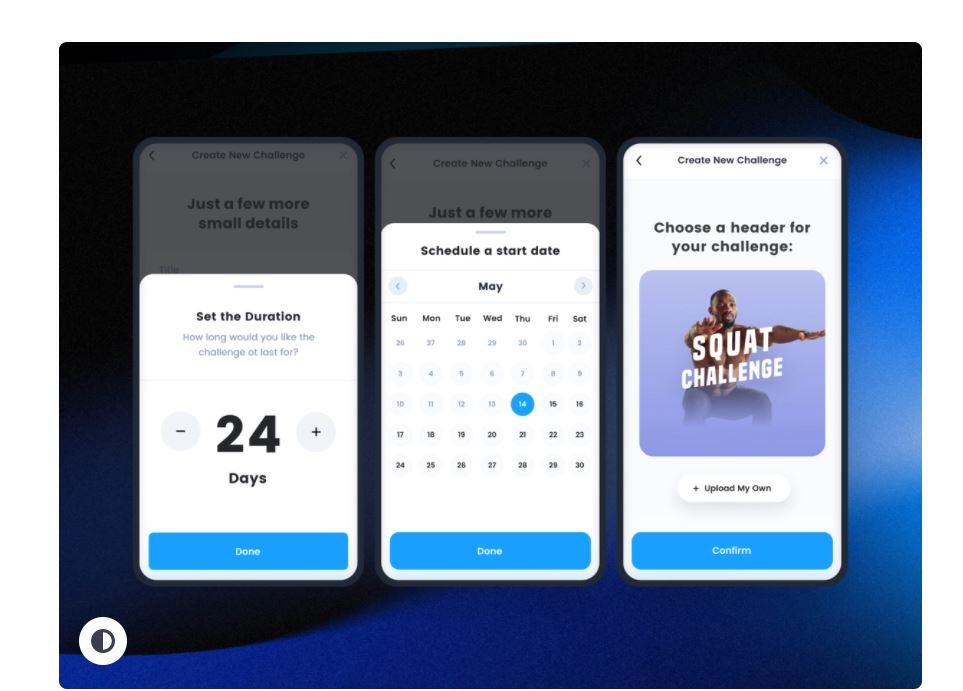 Create New Challenge
Just a few more
small details
Title
Set the Duration
How long would you like the
challenge ot last for?
24
Days
Done
Create New Challenge
Just a few more
Schedule a start date
May
Sun Mon Tue Wed Thu Fri Sat
26 27 28 29 30 1 2
3 4 5 6 7 8 9
10 11 12 13 14 15 16
17 18 19 20 21 22 23
24 25 26 27 28 29 30
Done
Create New Challenge
Choose a header for
your challenge:
SQUAT
CHALLENGE
+ Upload My Own
Confirm